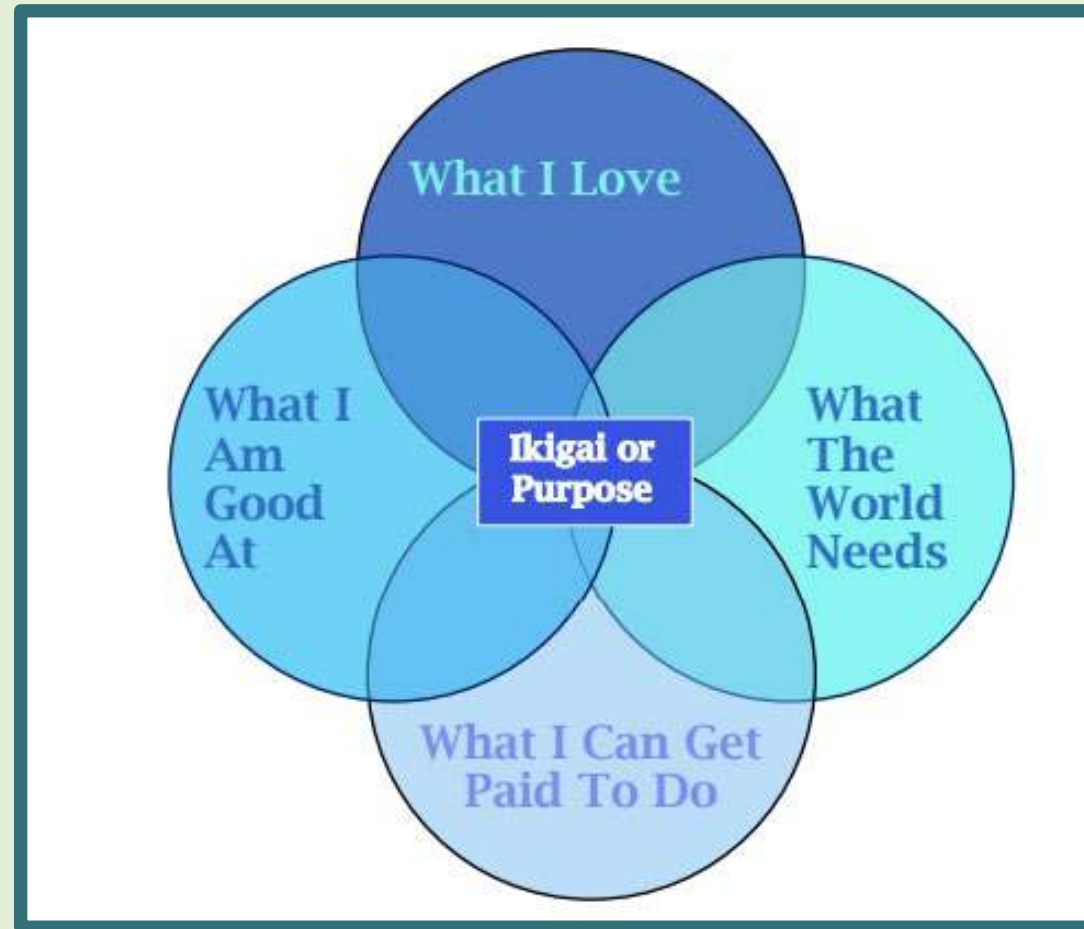 What I Love
What I
Am
Good
At
Ikigai or
Purpose
What
The
World
Needs
What I Can Get
Paid To Do